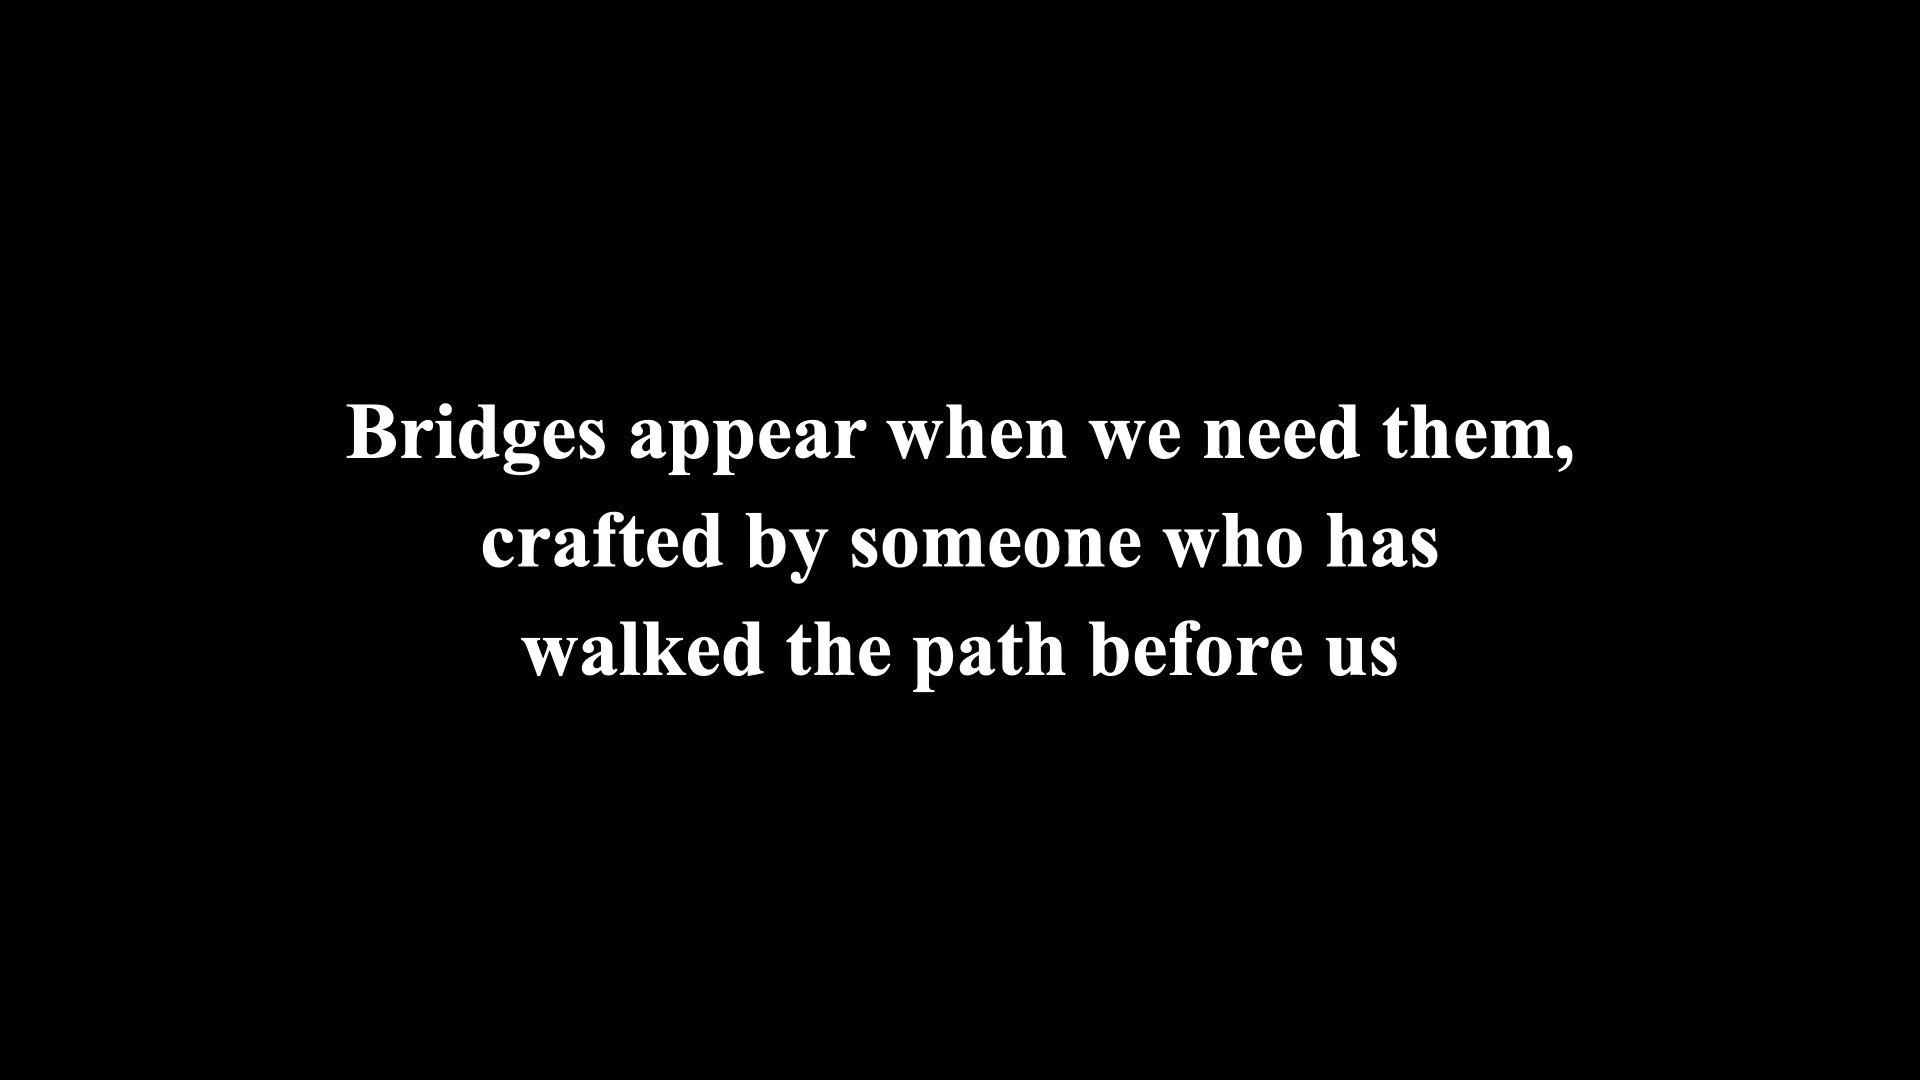 Bridges appear when we need them,
crafted by someone who has
walked the path before us